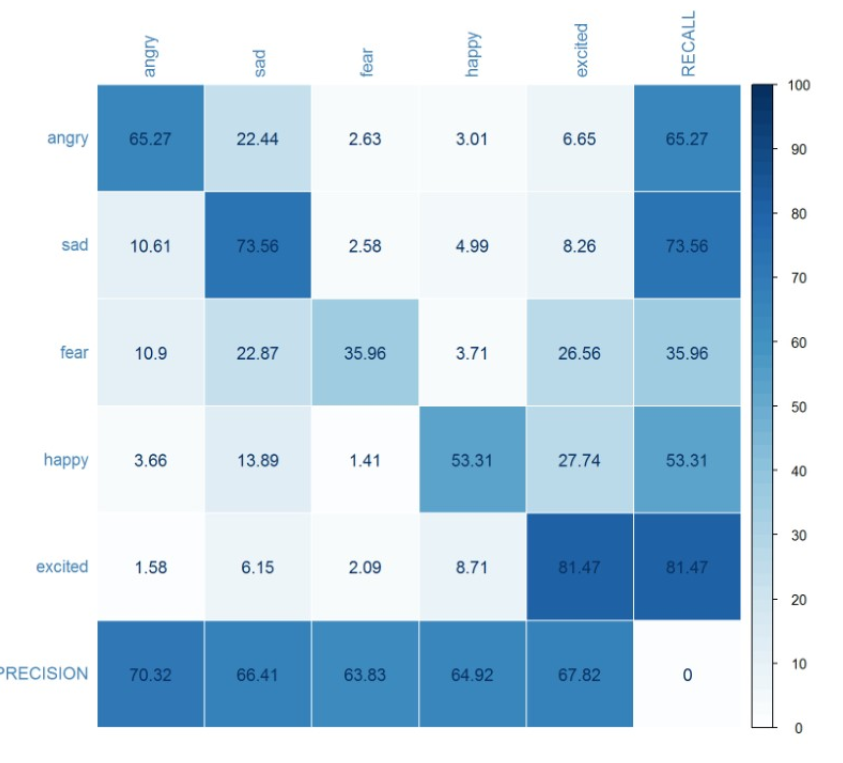 angry sad fear happy excited RECALL
angry 65.27 22.44 2.63 3.01 6.65 65.27
sad 10.61 73.56 2.58 4.99 8.26 73.56
fear 10.9 22.87 35.96 3.71 26.56 35.96
happy 3.66 13.89 1.41 53.31 27.74 53.31
excited 1.58 6.15 2.09 8.71 81.47 81.47
PRECISION 70.32 66.41 63.83 64.92 67.82 0
100
90
80
70
60
50
40
30
20
10
0